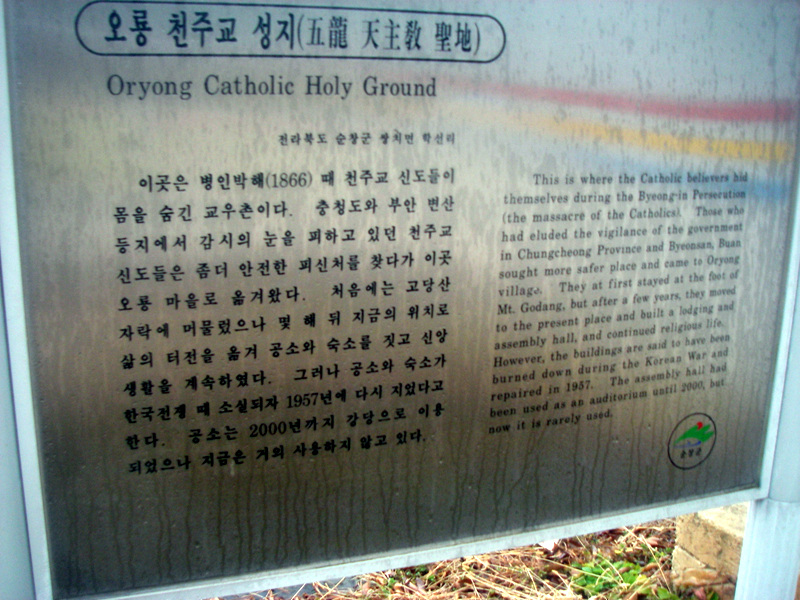 오룡 천주교 성지(五龍 天主敎 聖地)
Oryong Catholic Holy Ground
전라북도 순창군 쌍치면 학선리
이곳은 병인박해(1866) 때 천주교 신도들이
몸을 숨긴 교우촌이다. 충청도와 부안 변산
등지에서 감시의 눈을 피하고 있던 천주교
신도들은 좀더 안전한 피신처를 찾다가 이곳
오룡 마을로 옮겨왔다. 처음에는 고당산
자락에 머물렀으나 몇 해 뒤 지금의 위치로
삶의 터전을 옮겨 공소와 숙소를 짓고 신앙
생활을 계속하였다. 그러나 공소와 숙소가
한국전쟁 때 소실되자 1957년에 다시 지었다고
한다. 공소는 2000년까지 강당으로 이용
되었으나 지금은 거의 사용하지 않고 있다.
This is where the Catholic believers hid
themselves during the Byeong-in Persecution
(the massacre of the Catholics). Those who
had eluded the vigilance of the government
in Chungcheong Province and Byeonsan, Buan
sought more safer place and came to Oryong
village. They at first stayed at the foot of
Mt. Godang, but after a few years, they moved
to the present place and built a lodging and
assembly hall, and continued religious life.
However, the buildings are said to have been
burned down during the Korean War and
repaired in 1957. The assembly hall had
been used as an auditorium until 2000, but
now it is rarely used.
순창군